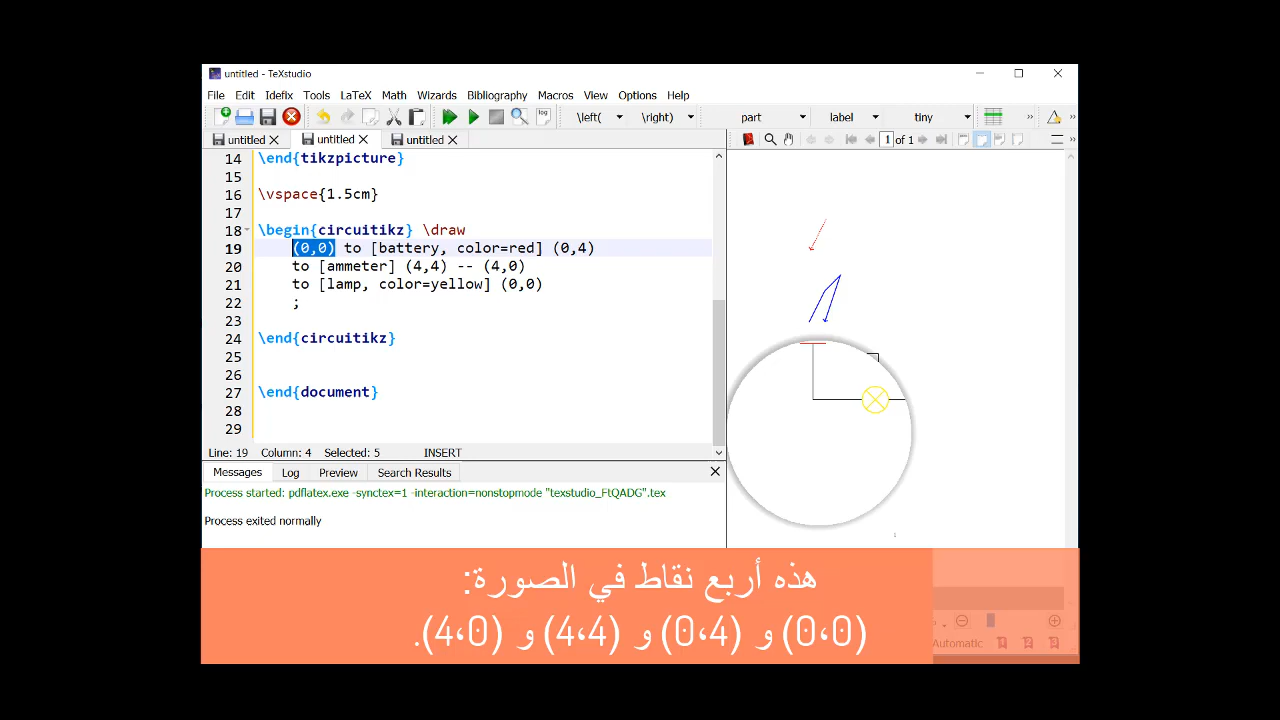 untitled - TeXstudio
File Edit Idefix Tools LaTeX Math Wizards Bibliography Macros View Options Help
\left( \right) part label tiny
untitled untitled untitled
1 of 1
14 \end{tikzpicture}
15
16 \vspace{1.5cm}
17
18 \begin{circuitikz} \draw
19 (0,0) to [battery, color=red] (0,4)
20 to [ammeter] (4,4) -- (4,0)
21 to [lamp, color=yellow] (0,0)
22 ;
23
24 \end{circuitikz}
25
26
27 \end{document}
28
29
Line: 19 Column: 4 Selected: 5 INSERT
Messages Log Preview Search Results
Process started: pdflatex.exe -synctex=1 -interaction=nonstopmode "texstudio_FtQADG".tex
Process exited normally
هذه أربع نقاط في الصورة:
(0،0) و (0،4) و (4،4) و (4،0).
Automatic